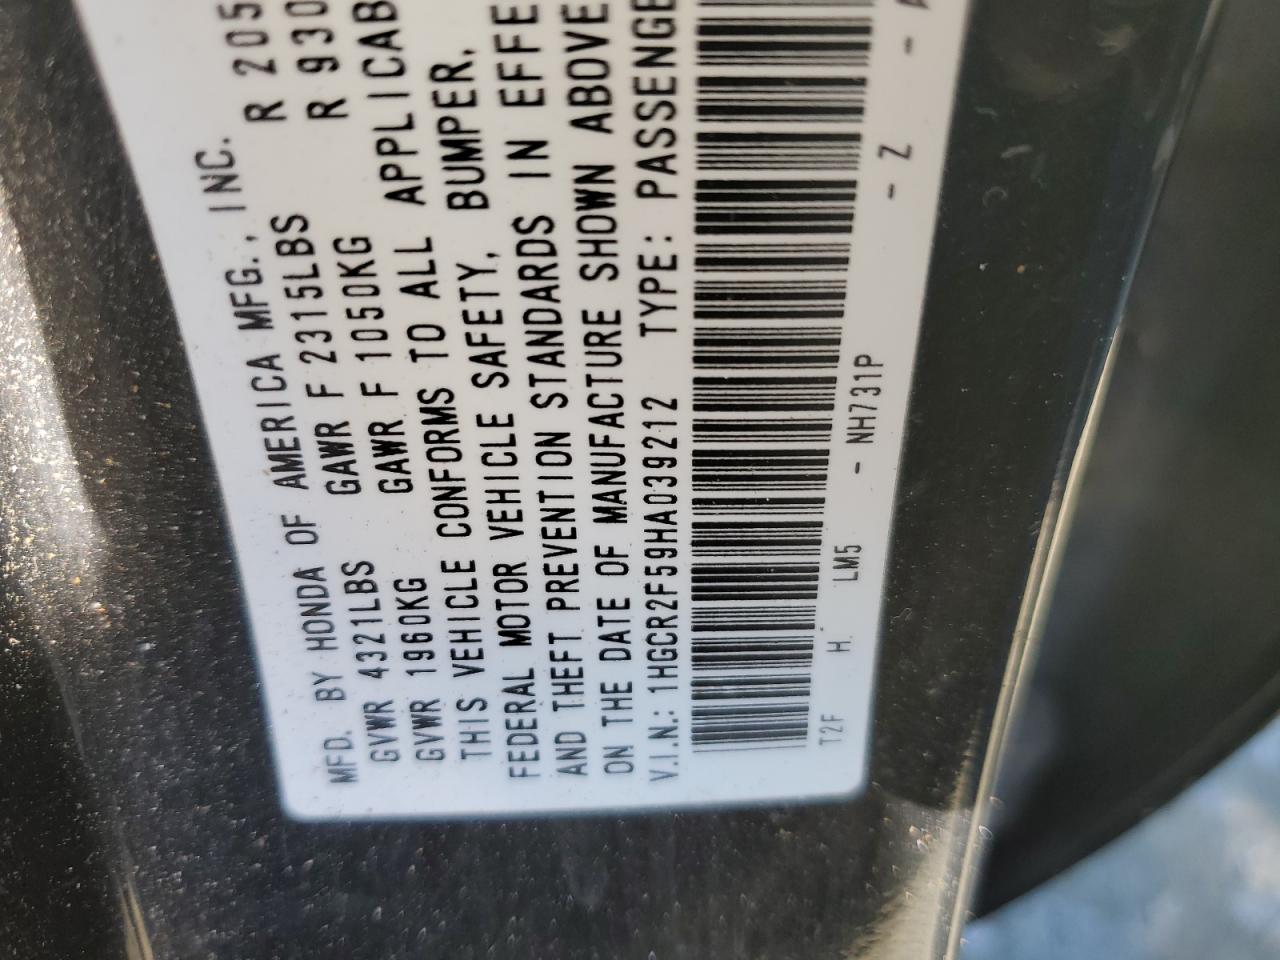 MFD. BY HONDA OF AMERICA MFG., INC.
GVWR 4321LBS GAWR F 2315LBS R 205
GVWR 1960KG GAWR F 1050KG R 930
THIS VEHICLE CONFORMS TO ALL APPLICAB
FEDERAL MOTOR VEHICLE SAFETY, BUMPER,
AND THEFT PREVENTION STANDARDS IN EFFE
ON THE DATE OF MANUFACTURE SHOWN ABOVE
V.I.N.: 1HGCR2F59HA039212 TYPE: PASSENGE
T2F H. LM5 - NH731P - Z - A